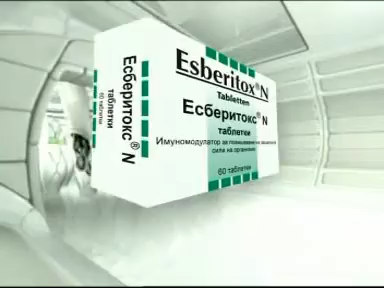 Есберитокс® N
таблетки
60 таблетки
Esberitox® N
Tabletten
Есберитокс® N
таблетки
Имуномодулатор за повишаване на защитните
сили на организма
60 таблетки